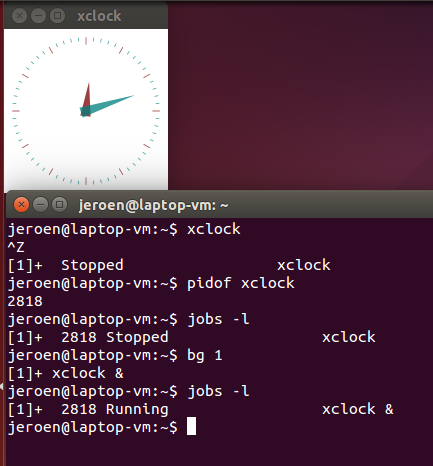 xclock
jeroen@laptop-vm: ~
jeroen@laptop-vm:~$ xclock
^Z
[1]+  Stopped                 xclock
jeroen@laptop-vm:~$ pidof xclock
2818
jeroen@laptop-vm:~$ jobs -l
[1]+  2818 Stopped                 xclock
jeroen@laptop-vm:~$ bg 1
[1]+ xclock &
jeroen@laptop-vm:~$ jobs -l
[1]+  2818 Running                 xclock &
jeroen@laptop-vm:~$